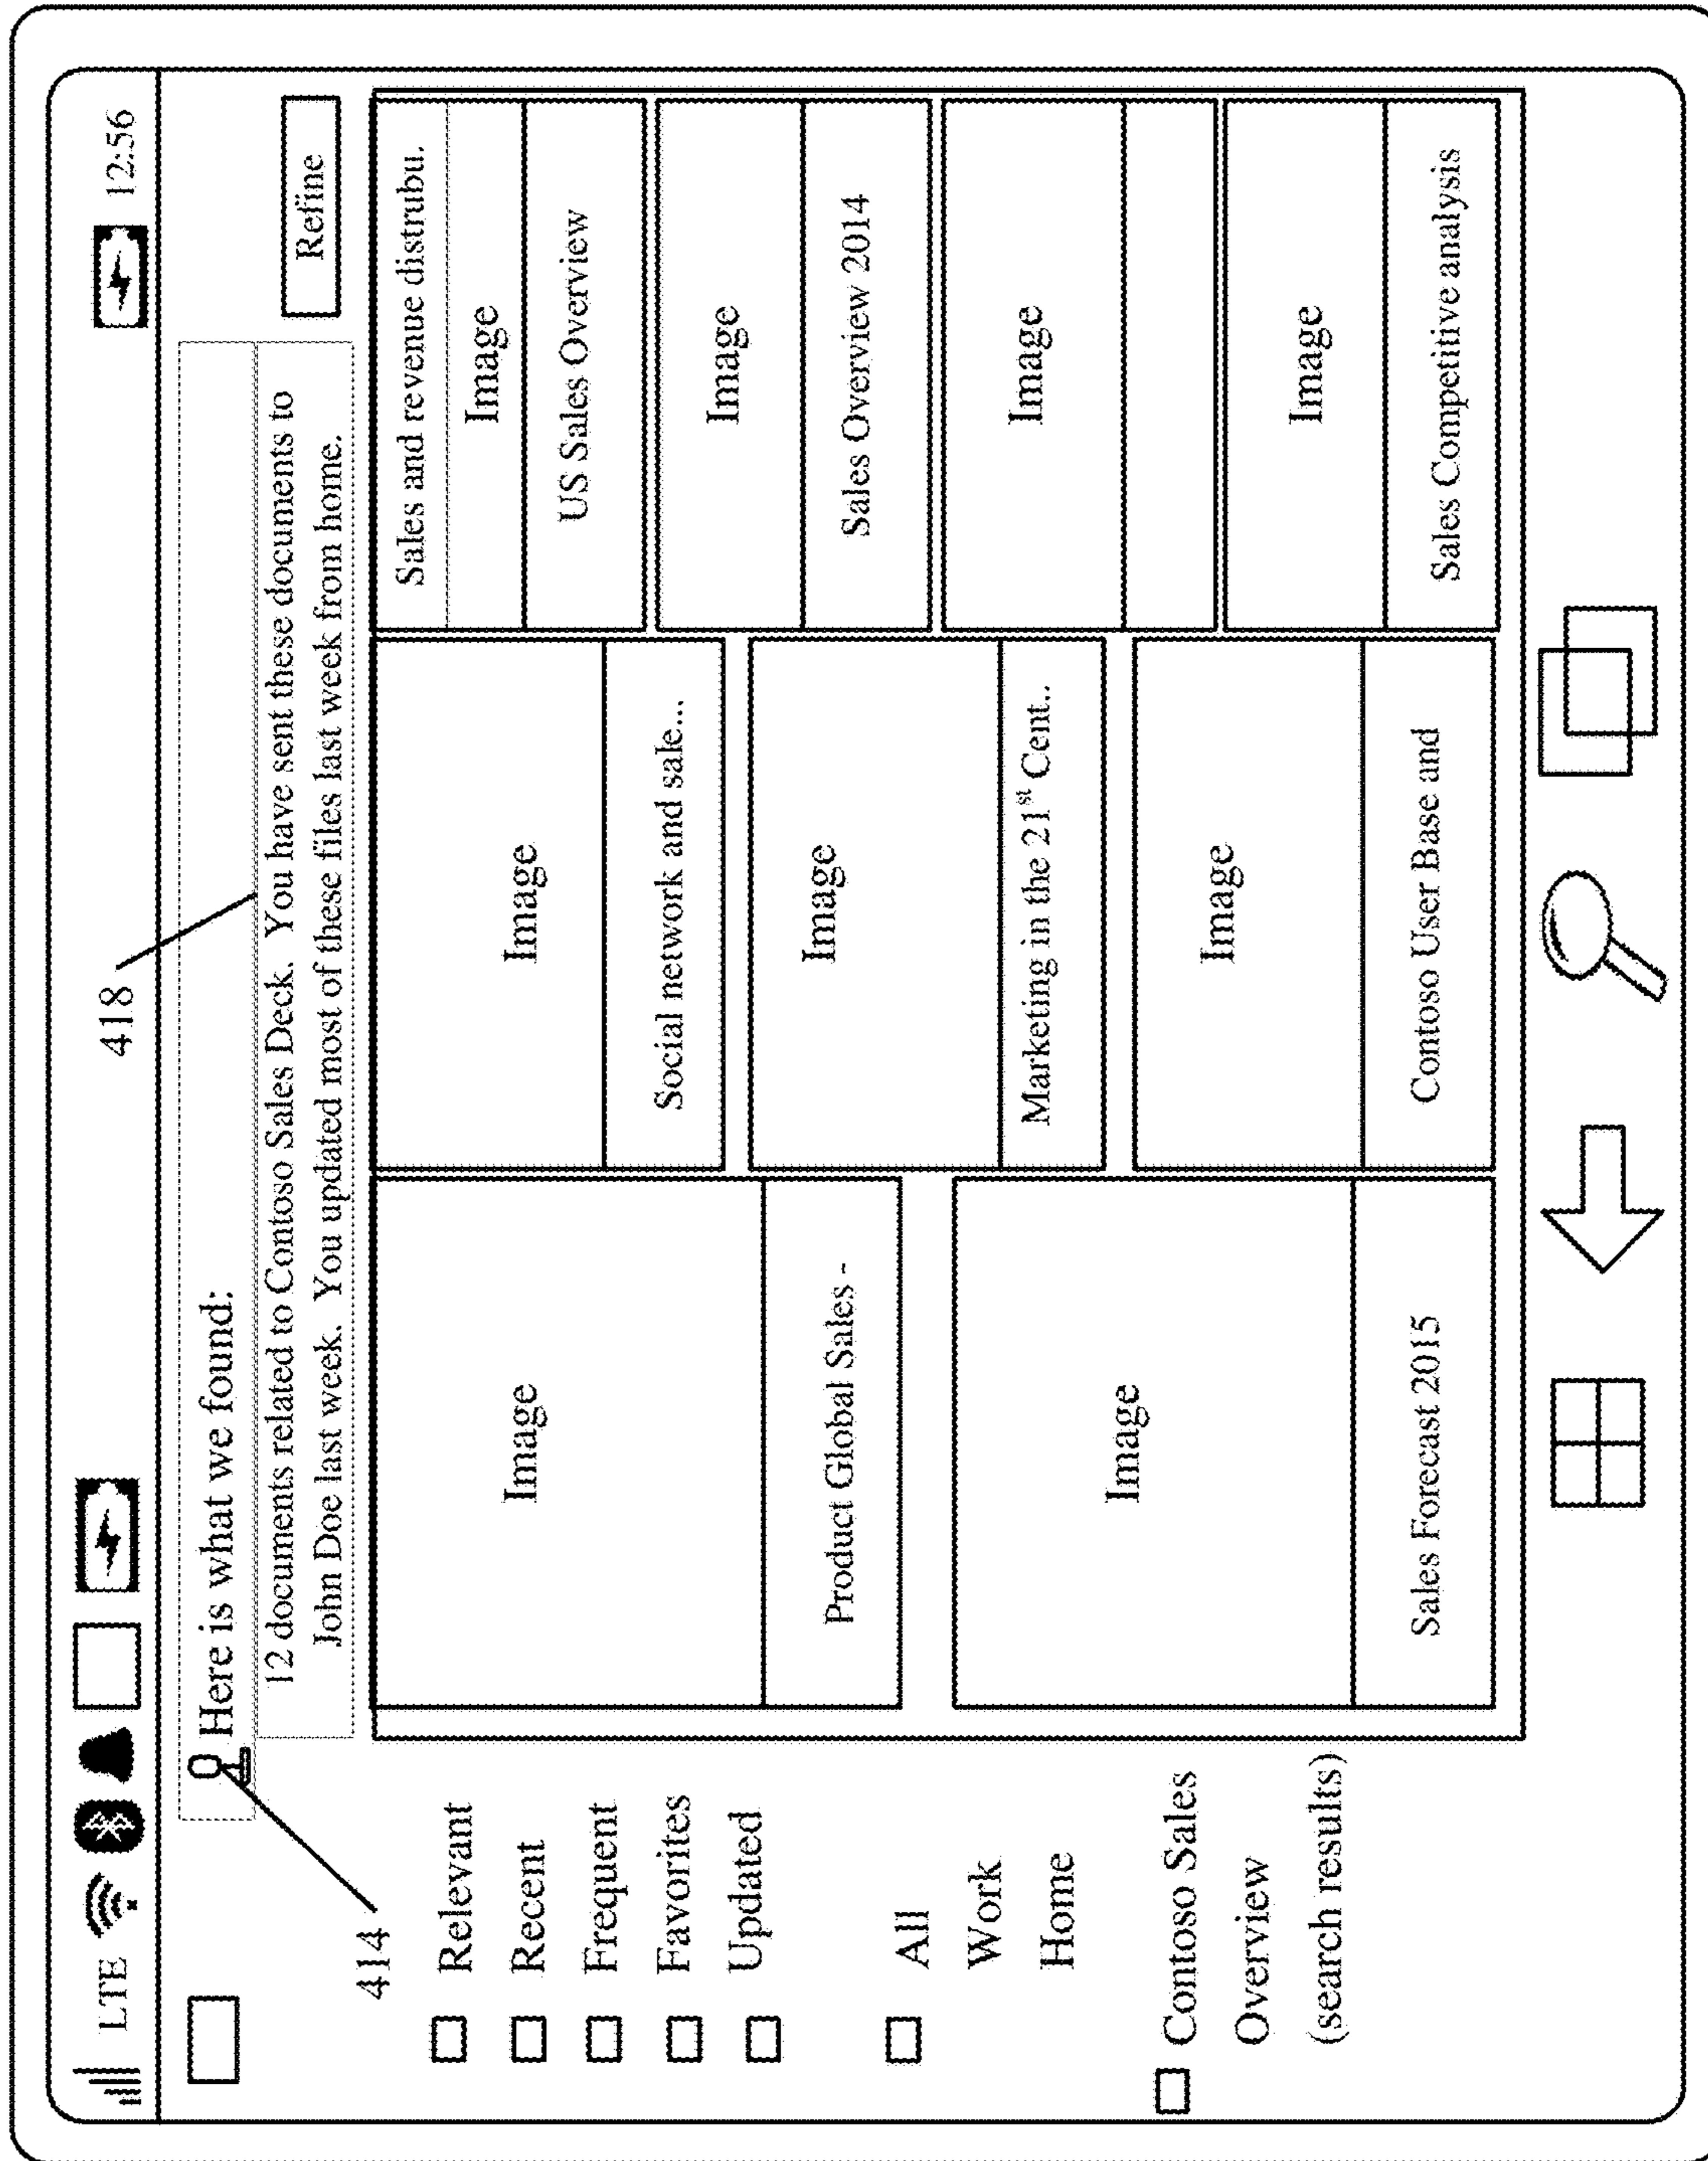 418
LTE
12:56
Here is what we found:
12 documents related to Contoso Sales Deck. You have sent these documents to
John Doe last week. You updated most of these files last week from home.
Refine
414
Relevant
Recent
Frequent
Favorites
Updated
All
Work
Home
Contoso Sales
Overview
(search results)
Image
Product Global Sales -
Image
Sales Forecast 2015
Image
Social network and sale...
Image
Marketing in the 21st Cent..
Image
Contoso User Base and
Sales and revenue distrubu.
Image
US Sales Overview
Image
Sales Overview 2014
Image
Image
Sales Competitive analysis